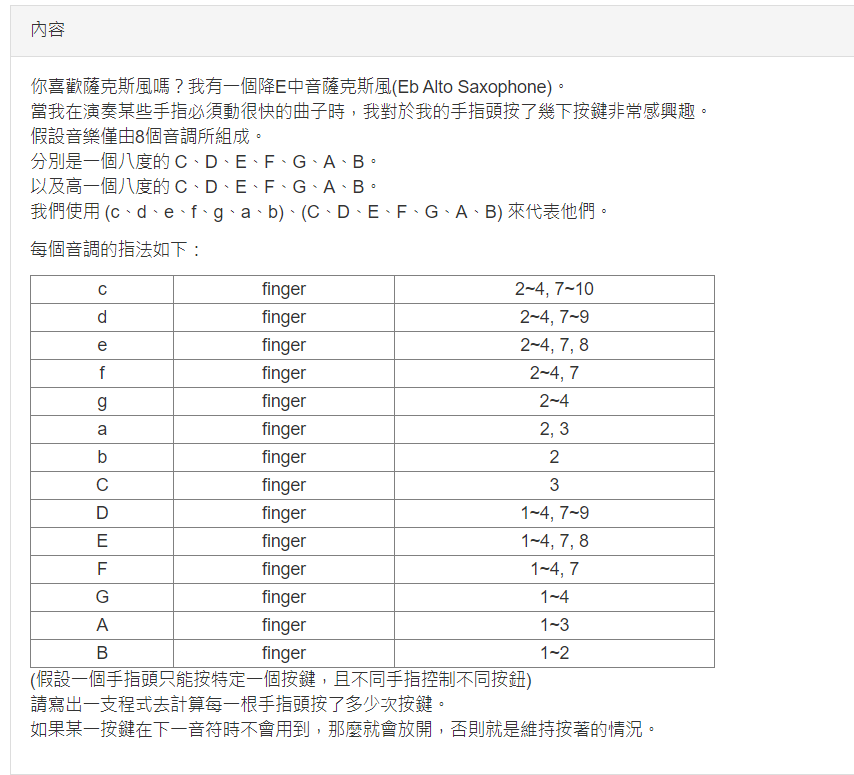 內容
你喜歡薩克斯風嗎？我有一個降E中音薩克斯風(Eb Alto Saxophone)。
當我在演奏某些手指必須動很快的曲子時，我對於我的手指頭按了幾下按鍵非常感興趣。
假設音樂僅由8個音調所組成。
分別是一個八度的 C、D、E、F、G、A、B。
以及高一個八度的 C、D、E、F、G、A、B。
我們使用 (c、d、e、f、g、a、b)、(C、D、E、F、G、A、B) 來代表他們。
每個音調的指法如下：
c finger 2~4, 7~10
d finger 2~4, 7~9
e finger 2~4, 7, 8
f finger 2~4, 7
g finger 2~4
a finger 2, 3
b finger 2
C finger 3
D finger 1~4, 7~9
E finger 1~4, 7, 8
F finger 1~4, 7
G finger 1~4
A finger 1~3
B finger 1~2
(假設一個手指頭只能按特定一個按鍵，且不同手指控制不同按鈕)
請寫出一支程式去計算每一根手指頭按了多少次按鍵。
如果某一按鍵在下一音符時不會用到，那麼就會放開，否則就是維持按著的情況。